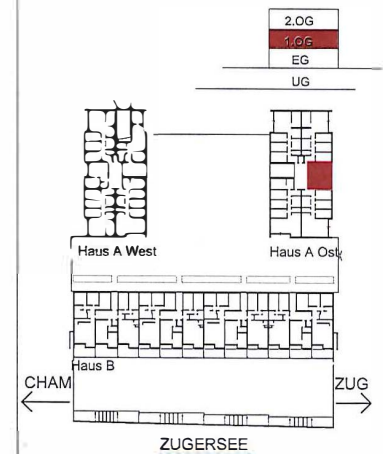 2.OG
1.OG
EG
UG
Haus A West
Haus A Ost
Haus B
CHAM
ZUG
ZUGERSEE